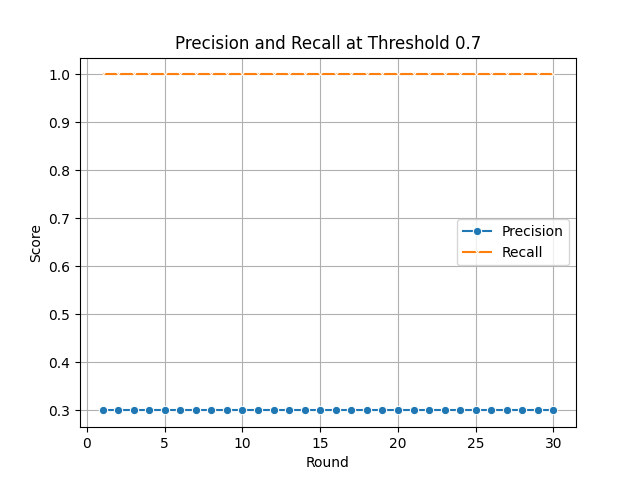 Precision and Recall at Threshold 0.7
1.0
0.9
0.8
0.7
0.6
0.5
0.4
0.3
Score
Precision
Recall
0 5 10 15 20 25 30
Round